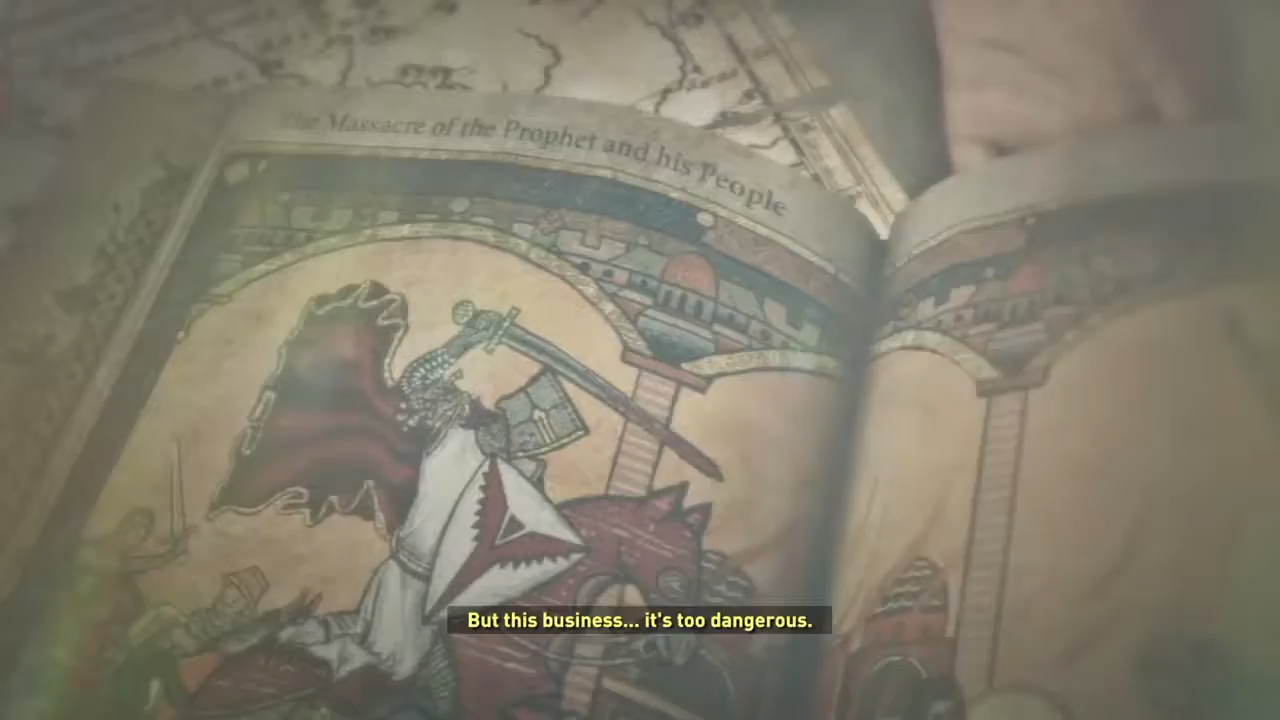 The Massacre of the Prophet and his People
But this business... it's too dangerous.